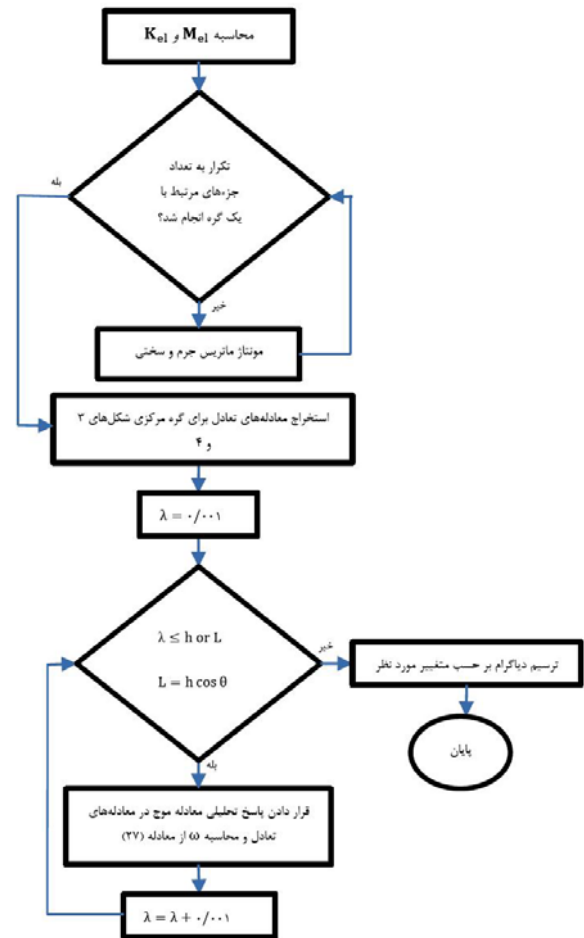 محاسبه M_el و K_el
تکرار به تعداد
جزءهای مرتبط با
یک گره انجام شد؟
بله
خیر
مونتاژ ماتریس جرم و سختی
استخراج معادله‌های تعادل برای گره مرکزی شکل‌های ۳
و ۴
λ = ۰/۰۰۱
λ ≤ h or L
L = h cos θ
خیر
ترسیم دیاگرام بر حسب متغییر مورد نظر
پایان
بله
قرار دادن پاسخ تحلیلی معادله موج در معادله‌های
تعادل و محاسبه ω از معادله (۲۷)
λ = λ + ۰/۰۰۱